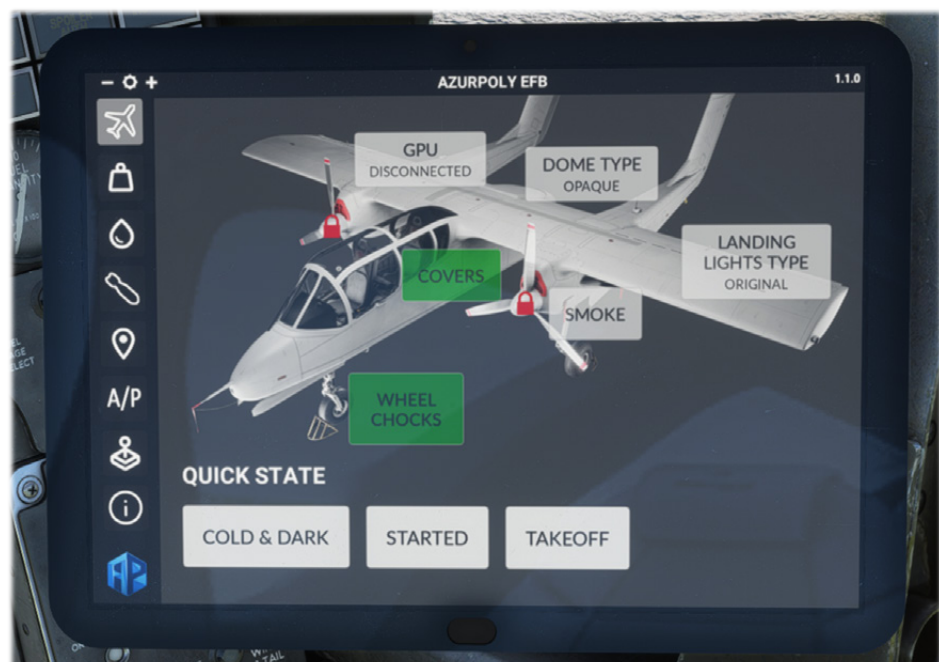 AZURPOLY EFB
1.1.0
GPU
DISCONNECTED
DOME TYPE
OPAQUE
LANDING
LIGHTS TYPE
ORIGINAL
COVERS
SMOKE
WHEEL
CHOCKS
A/P
QUICK STATE
COLD & DARK
STARTED
TAKEOFF